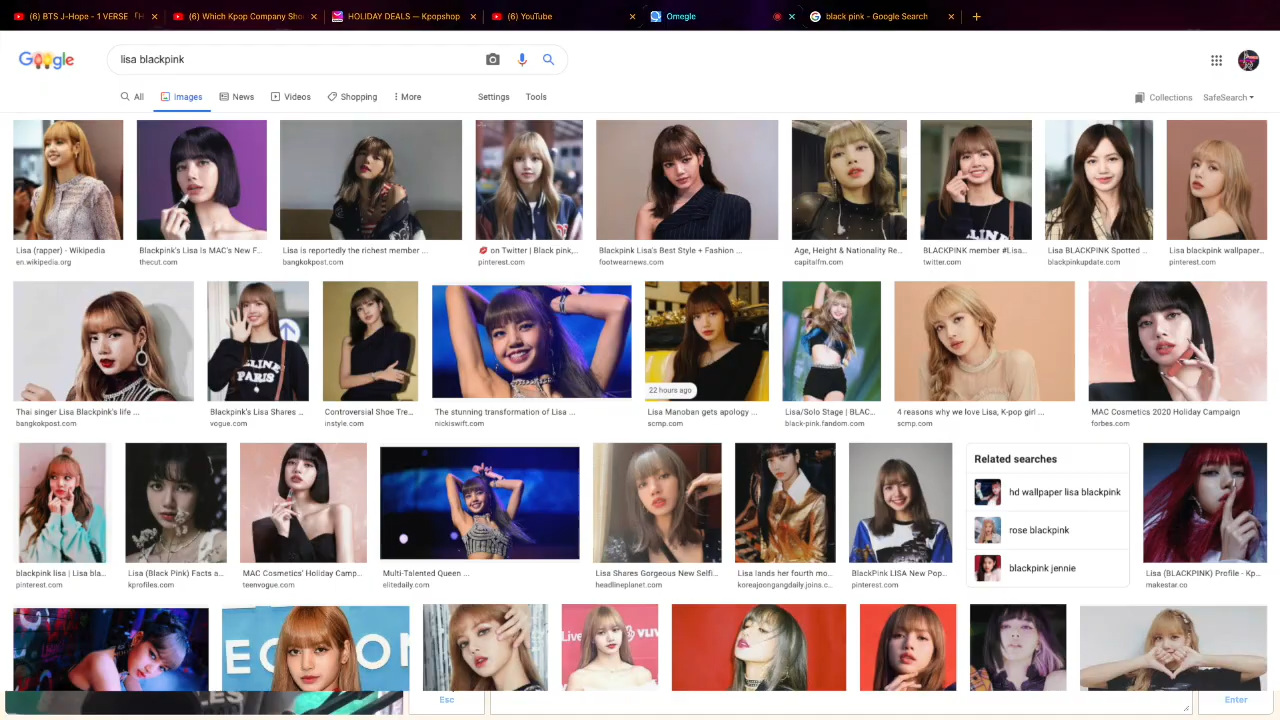 (6) BTS J-Hope - 1 VERSE 「H
(6) Which Kpop Company Sho
HOLIDAY DEALS — Kpopshop
(6) YouTube
Omegle
black pink - Google Search
Google
lisa blackpink
All
Images
News
Videos
Shopping
More
Settings
Tools
Collections
SafeSearch
Lisa (rapper) - Wikipedia
en.wikipedia.org
Blackpink's Lisa Is MAC's New F...
thecut.com
Lisa is reportedly the richest member ...
bangkokpost.com
💋 on Twitter | Black pink,...
pinterest.com
Blackpink Lisa's Best Style + Fashion ...
footwearnews.com
Age, Height & Nationality Re...
capitalfm.com
BLACKPINK member #Lisa...
twitter.com
Lisa BLACKPINK Spotted ...
blackpinkupdate.com
Lisa blackpink wallpaper...
pinterest.com
CELINE
PARIS
22 hours ago
Thai singer Lisa Blackpink's life ...
bangkokpost.com
Blackpink's Lisa Shares ...
vogue.com
Controversial Shoe Tre...
instyle.com
The stunning transformation of Lisa ...
nickiswift.com
Lisa Manoban gets apology ...
scmp.com
Lisa/Solo Stage | BLAC...
black-pink.fandom.com
4 reasons why we love Lisa, K-pop girl ...
scmp.com
MAC Cosmetics 2020 Holiday Campaign
forbes.com
Related searches
hd wallpaper lisa blackpink
rose blackpink
blackpink jennie
blackpink lisa | Lisa bla...
pinterest.com
Lisa (Black Pink) Facts a...
kprofiles.com
MAC Cosmetics' Holiday Camp...
teenvogue.com
Multi-Talented Queen ...
elitedaily.com
Lisa Shares Gorgeous New Selfi...
headlineplanet.com
Lisa lands her fourth mo...
koreajoongangdaily.joins.c...
BlackPink LISA New Pop...
pinterest.com
Lisa (BLACKPINK) Profile - Kp...
makestar.co
Live
VLIV
Esc
Enter